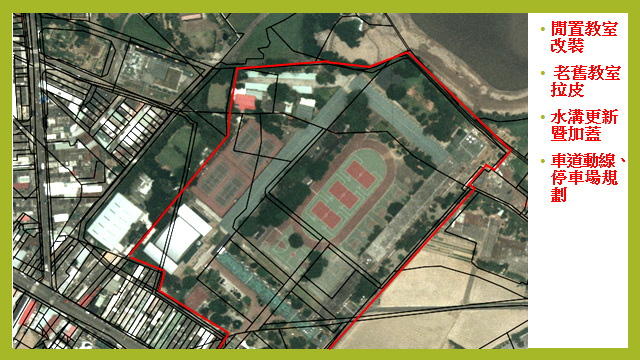 • 閒置教室
改裝
• 老舊教室
拉皮
• 水溝更新
暨加蓋
• 車道動線、
停車場規
劃